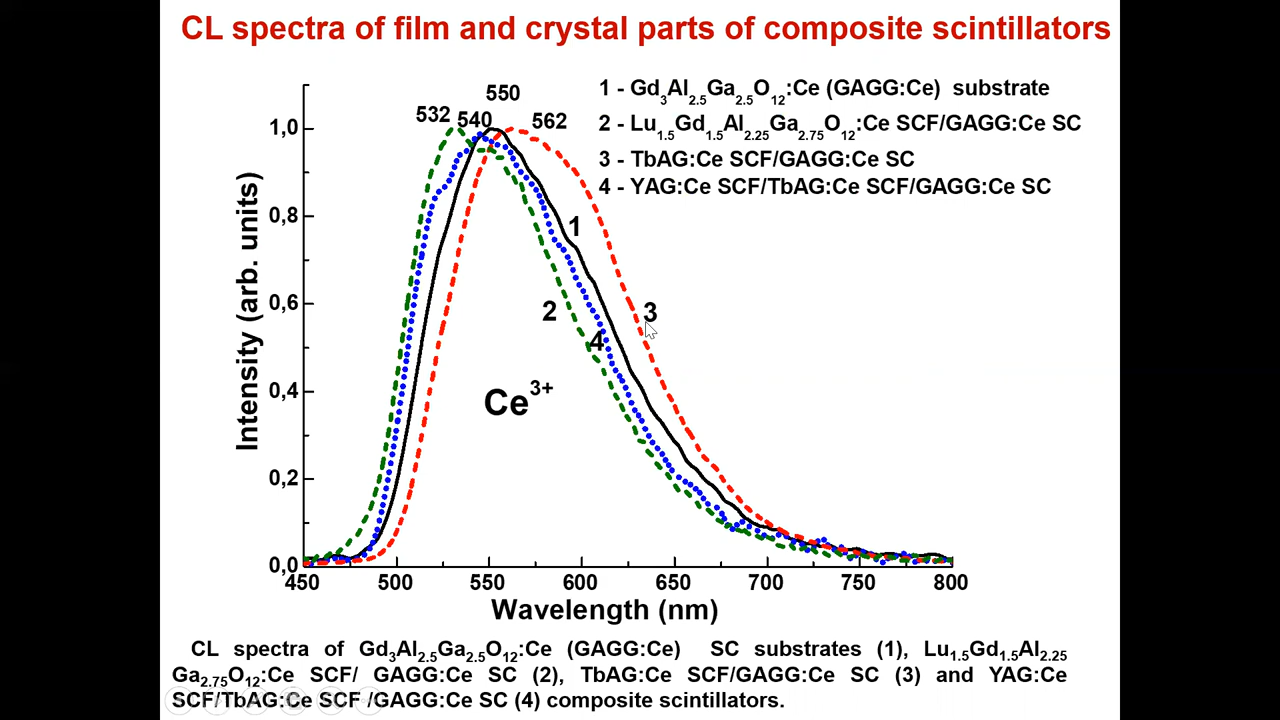 CL spectra of film and crystal parts of composite scintillators
1 - Gd3Al2.5Ga2.5O12:Ce (GAGG:Ce) substrate
2 - Lu1.5Gd1.5Al2.25Ga2.75O12:Ce SCF/GAGG:Ce SC
3 - TbAG:Ce SCF/GAGG:Ce SC
4 - YAG:Ce SCF/TbAG:Ce SCF/GAGG:Ce SC
550
532 540 562
1,0
0,8
0,6
0,4
0,2
0,0
Intensity (arb. units)
1
2
3
4
Ce3+
450 500 550 600 650 700 750 800
Wavelength (nm)
CL spectra of Gd3Al2.5Ga2.5O12:Ce (GAGG:Ce) SC substrates (1), Lu1.5Gd1.5Al2.25
Ga2.75O12:Ce SCF/ GAGG:Ce SC (2), TbAG:Ce SCF/GAGG:Ce SC (3) and YAG:Ce
SCF/TbAG:Ce SCF /GAGG:Ce SC (4) composite scintillators.